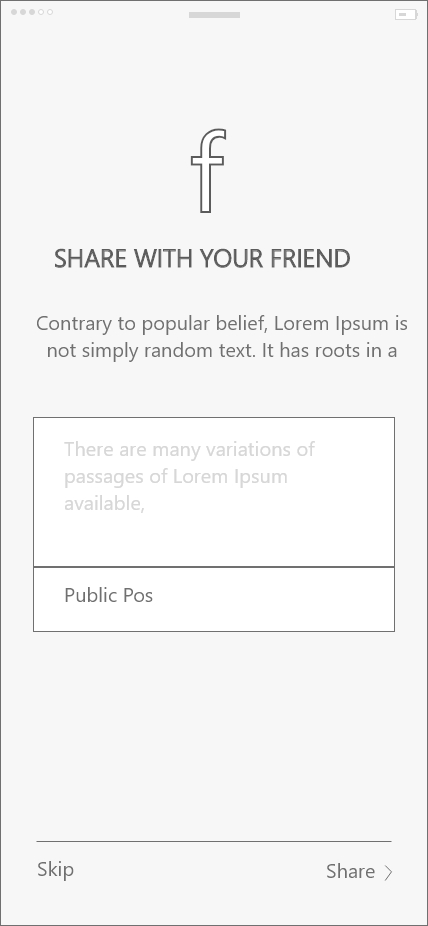 f
SHARE WITH YOUR FRIEND
Contrary to popular belief, Lorem Ipsum is
not simply random text. It has roots in a
There are many variations of
passages of Lorem Ipsum
available,
Public Pos
Skip
Share